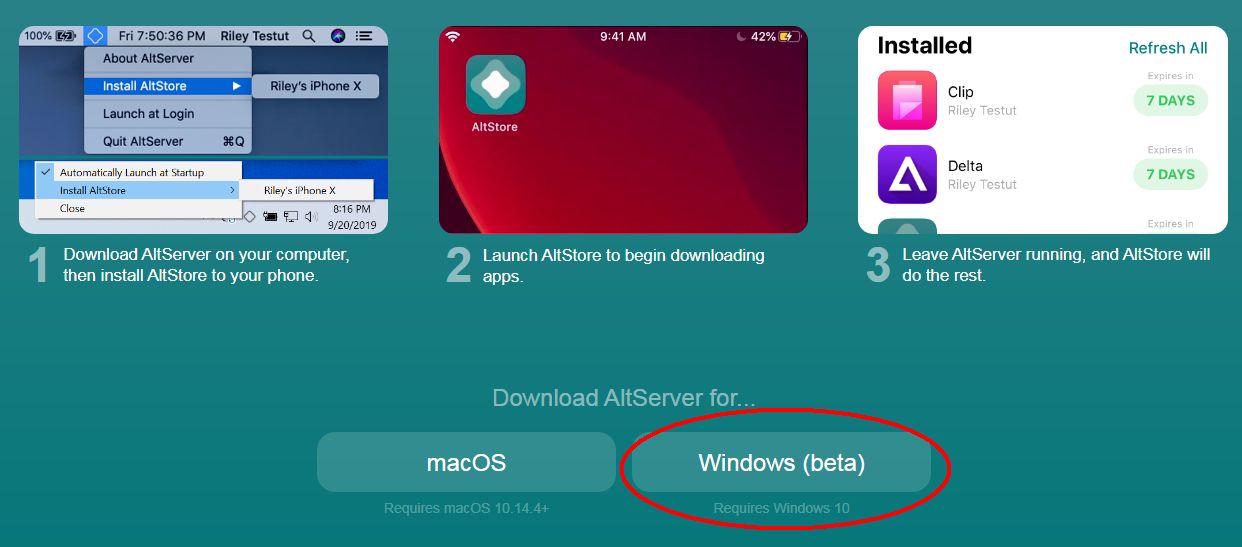 100% Fri 7:50:36 PM Riley Testut
About AltServer
Install AltStore ▶ Riley's iPhone X
Launch at Login
Quit AltServer ⌘Q
Automatically Launch at Startup
Install AltStore > Riley's iPhone X
Close
8:16 PM
9/20/2019
9:41 AM 42%
AltStore
Installed Refresh All
Expires in
Clip
Riley Testut
7 DAYS
Expires in
Delta
Riley Testut
7 DAYS
Expires in
1 Download AltServer on your computer,
then install AltStore to your phone.
2 Launch AltStore to begin downloading
apps.
3 Leave AltServer running, and AltStore will
do the rest.
Download AltServer for...
macOS
Requires macOS 10.14.4+
Windows (beta)
Requires Windows 10